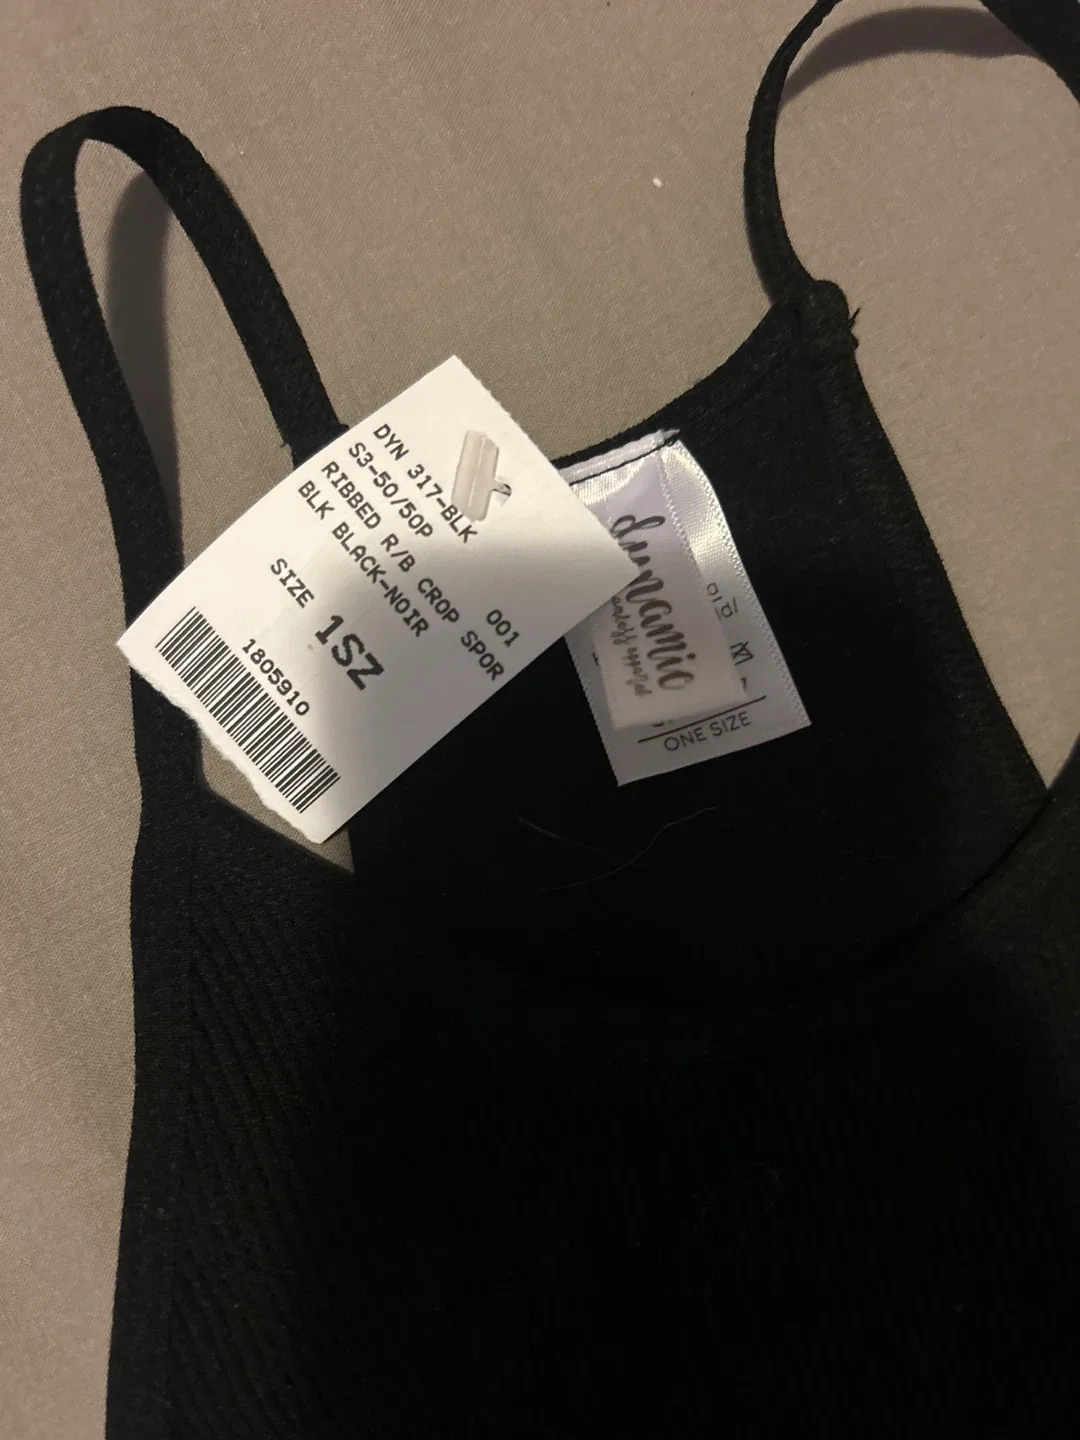 DYN 317-BLK
S3-50/50P 001
RIBBED R/B CROP SPOR
BLK BLACK-NOIR
SIZE 1SZ
1805910
dynamic
ONE SIZE